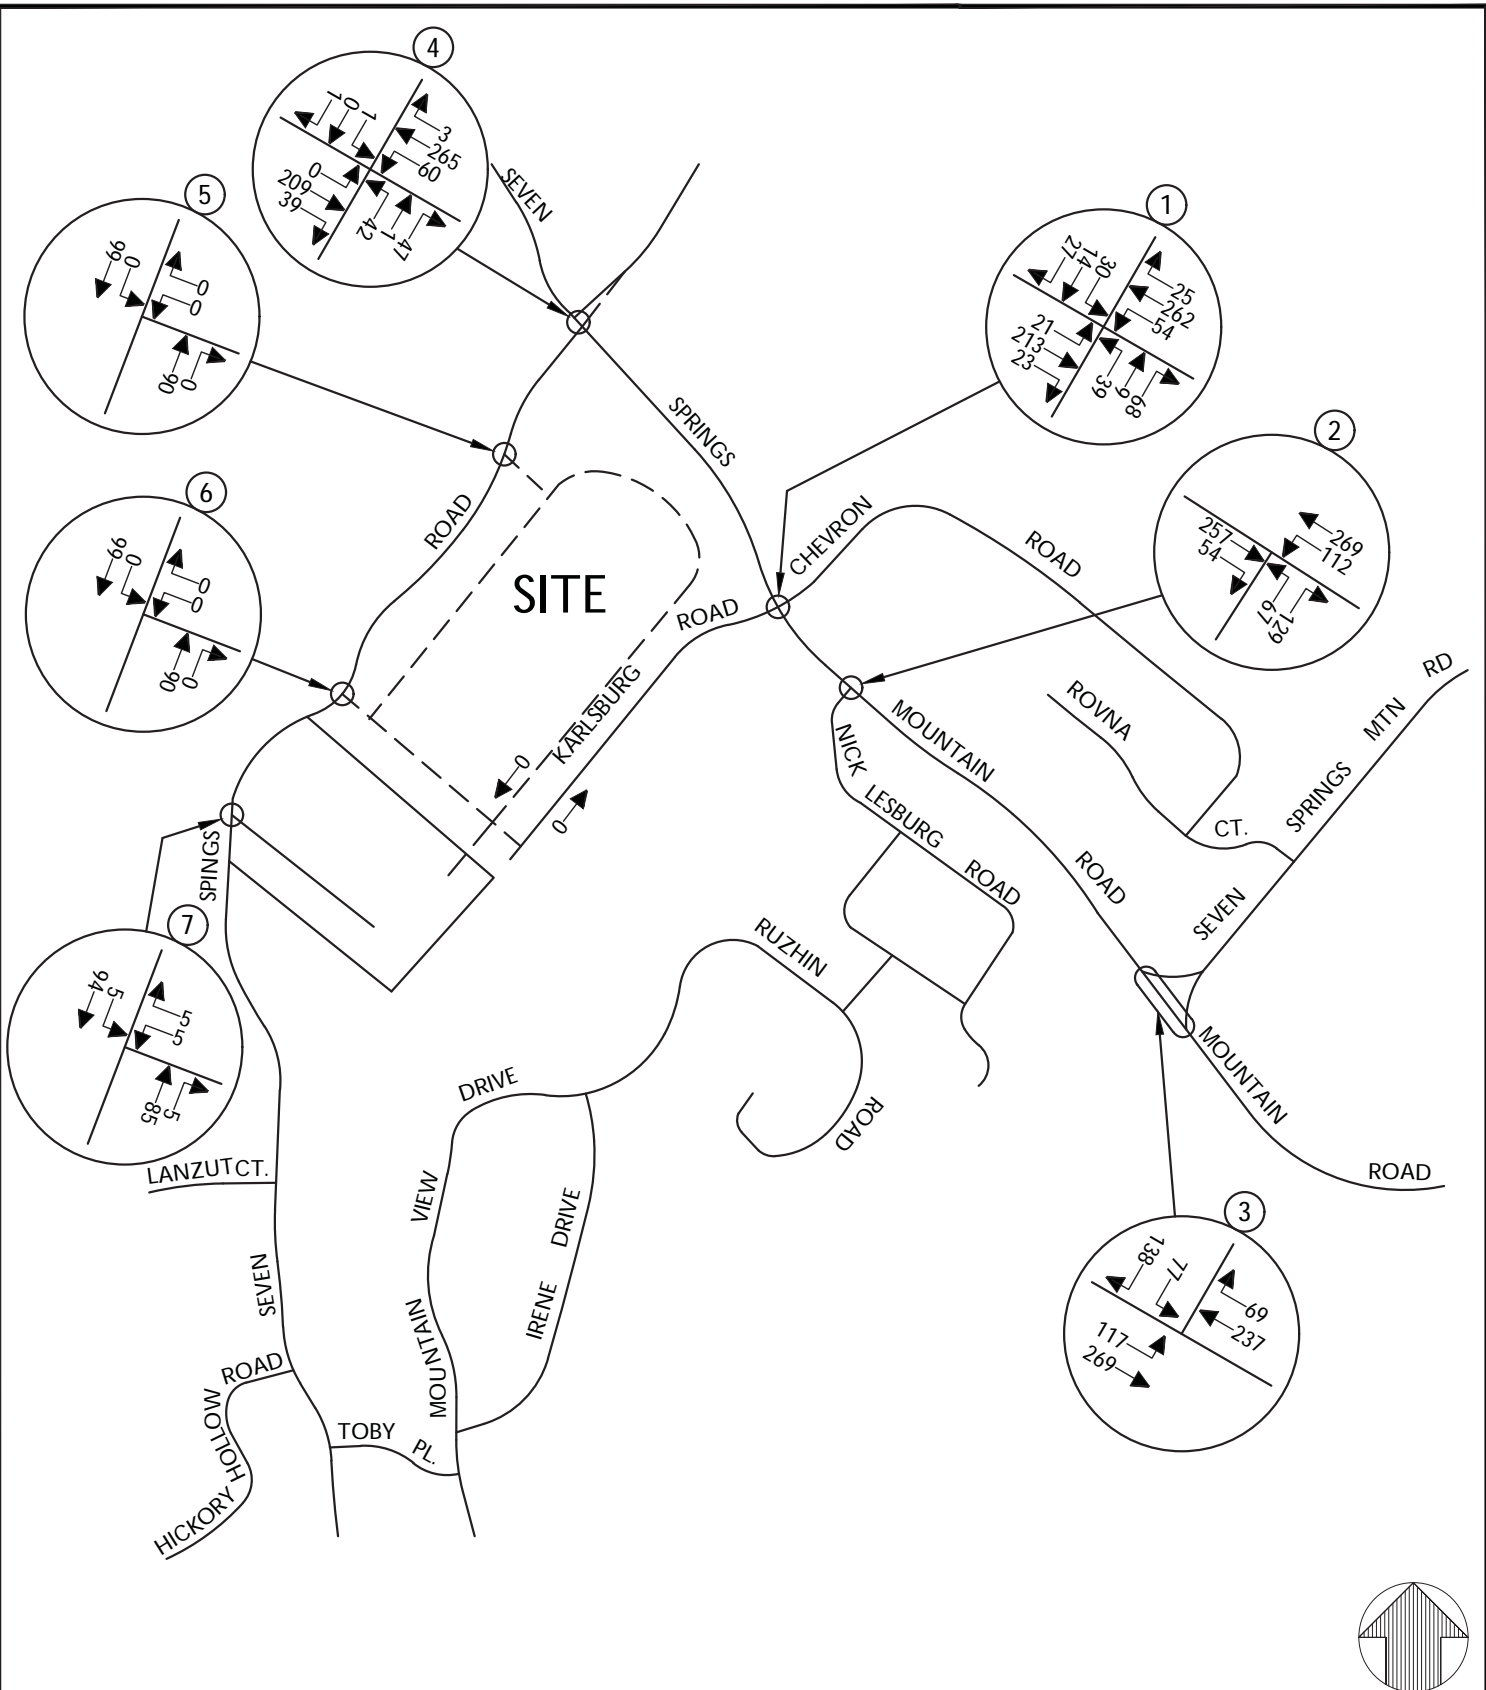 4
1
0
1
3
265
60
0
209
39
42
1
47
5
99
0
0
0
90
0
6
99
0
0
0
90
0
7
94
5
5
5
85
5
1
27
14
30
25
262
54
21
213
23
39
9
68
2
257
54
269
112
67
129
3
138
77
69
237
117
269
SEVEN
SPRINGS
ROAD
SITE
CHEVRON
ROAD
KARLSBURG
ROAD
0
0
ROVNA
CT.
NICK
LESBURG
ROAD
MOUNTAIN
ROAD
SEVEN
SPRINGS
MTN
RD
MOUNTAIN
ROAD
SPINGS
RUZHIN
ROAD
DRIVE
VIEW
MOUNTAIN
IRENE
DRIVE
LANZUT CT.
SEVEN
ROAD
HOLLOW
HICKORY
TOBY
PL.